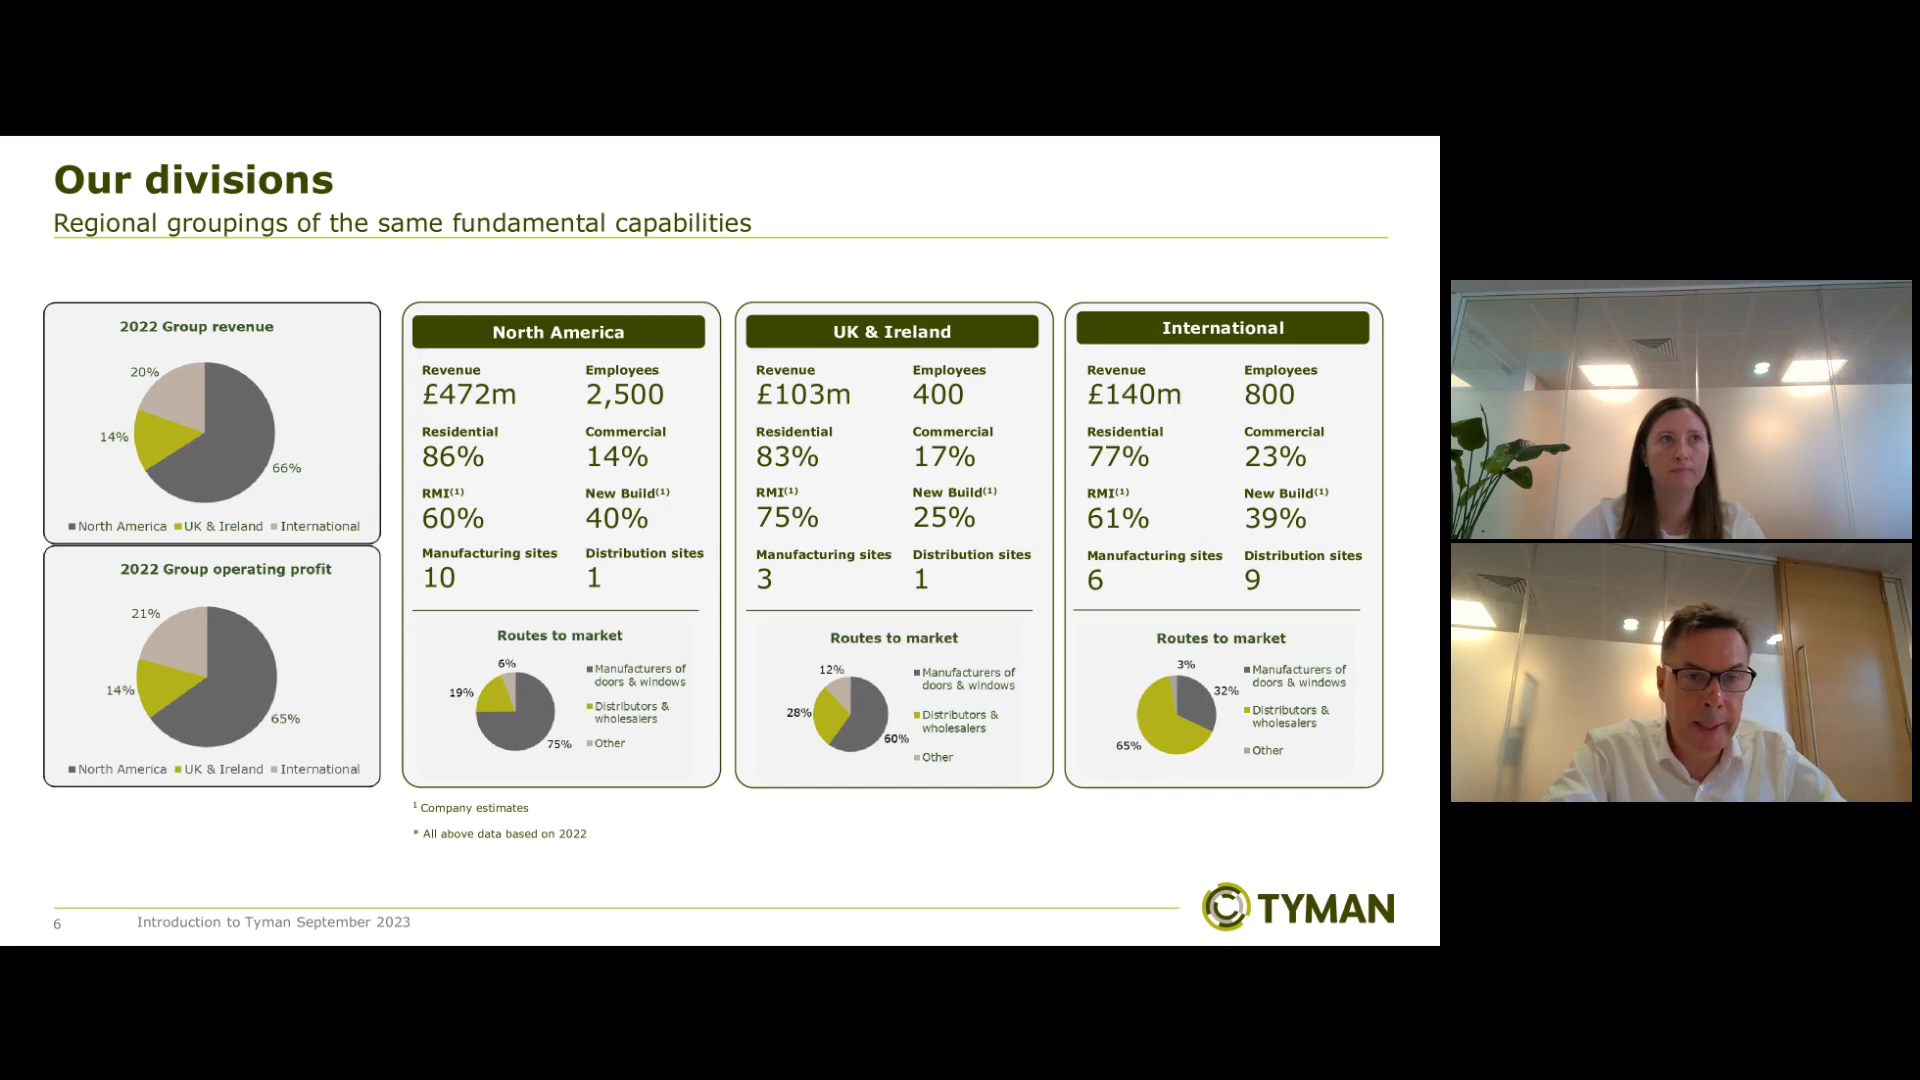 Our divisions
Regional groupings of the same fundamental capabilities
2022 Group revenue
20%
14%
66%
North America UK & Ireland International
2022 Group operating profit
21%
14%
65%
North America UK & Ireland International
North America
Revenue Employees
£472m 2,500
Residential Commercial
86% 14%
RMI(1) New Build(1)
60% 40%
Manufacturing sites Distribution sites
10 1
Routes to market
6%
19%
75%
Manufacturers of
doors & windows
Distributors &
wholesalers
Other
UK & Ireland
Revenue Employees
£103m 400
Residential Commercial
83% 17%
RMI(1) New Build(1)
75% 25%
Manufacturing sites Distribution sites
3 1
Routes to market
12%
28%
60%
Manufacturers of
doors & windows
Distributors &
wholesalers
Other
International
Revenue Employees
£140m 800
Residential Commercial
77% 23%
RMI(1) New Build(1)
61% 39%
Manufacturing sites Distribution sites
6 9
Routes to market
3%
32%
65%
Manufacturers of
doors & windows
Distributors &
wholesalers
Other
1 Company estimates
* All above data based on 2022
6 Introduction to Tyman September 2023
TYMAN